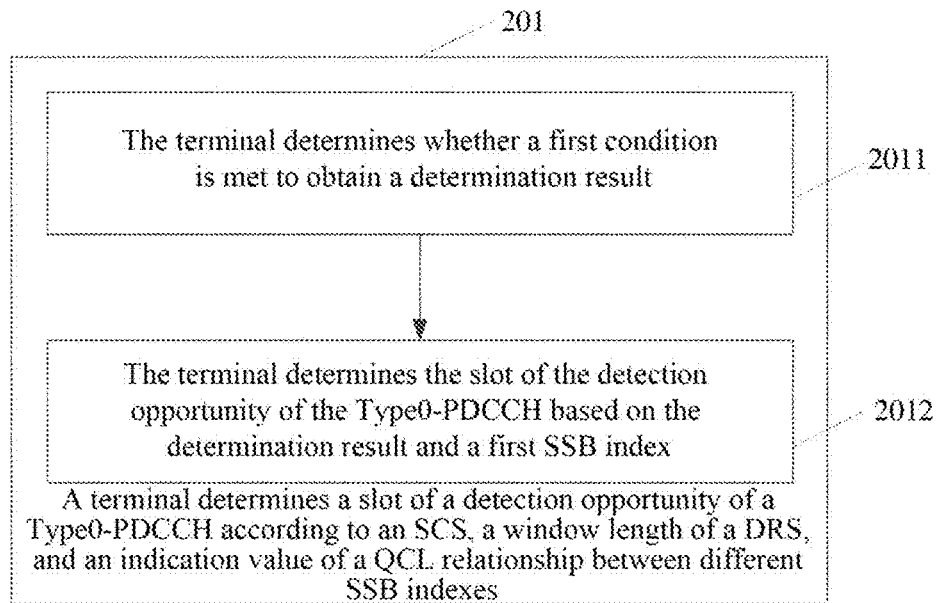 201
The terminal determines whether a first condition
is met to obtain a determination result
2011
The terminal determines the slot of the detection
opportunity of the Type0-PDCCH based on the
determination result and a first SSB index
2012
A terminal determines a slot of a detection opportunity of a
Type0-PDCCH according to an SCS, a window length of a DRS,
and an indication value of a QCL relationship between different
SSB indexes